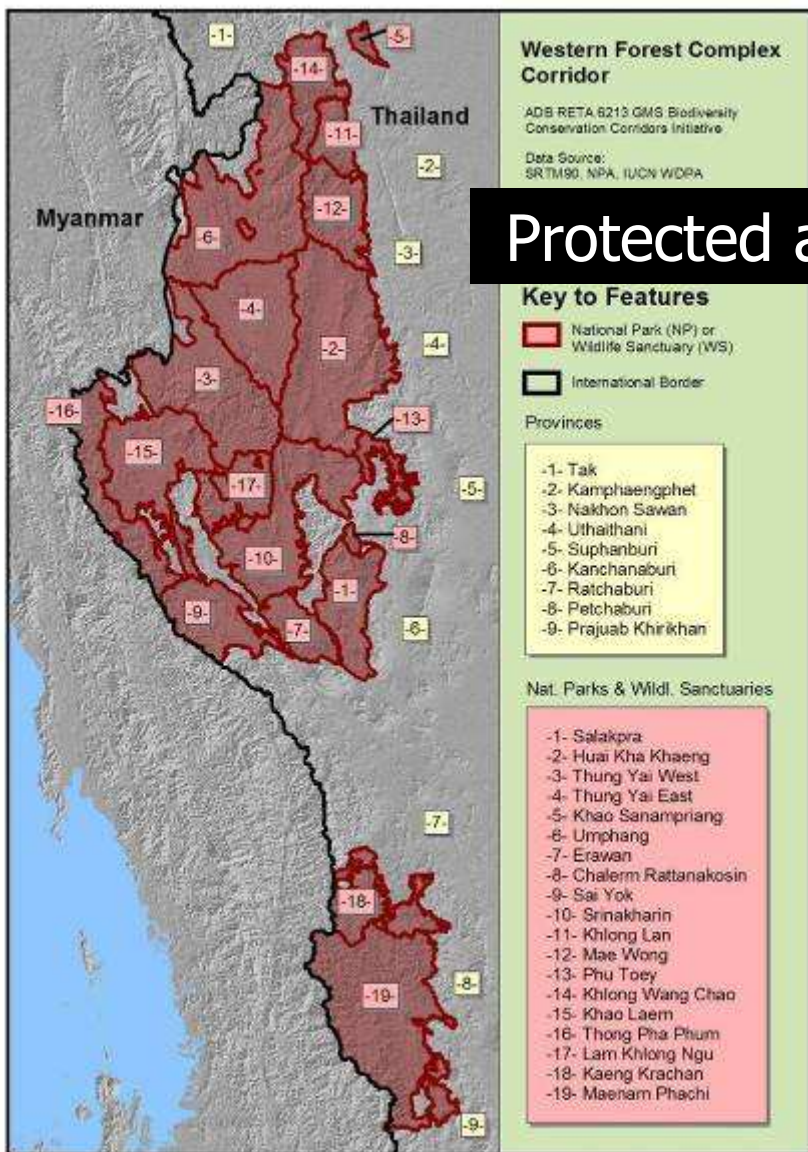 -1-
-5-
-14-
Thailand
-11-
-2-
-12-
Myanmar
-6-
-3-
-4-
-2-
-4-
-3-
-16-
-13-
-15-
-17-
-5-
-8-
-10-
-1-
-9-
-7-
-6-
-7-
-18-
-19-
-8-
-9-
Western Forest Complex
Corridor
ADB RETA 6213 GMS Biodiversity
Conservation Corridors Initiative
Data Source:
SRTM90, NPA, IUCN WDPA
Protected a
Key to Features
National Park (NP) or
Wildlife Sanctuary (WS)
International Border
Provinces
-1- Tak
-2- Kamphaengphet
-3- Nakhon Sawan
-4- Uthaithani
-5- Suphanburi
-6- Kanchanaburi
-7- Ratchaburi
-8- Petchaburi
-9- Prajuab Khirikhan
Nat. Parks & Wildl. Sanctuaries
-1- Salakpra
-2- Huai Kha Khaeng
-3- Thung Yai West
-4- Thung Yai East
-5- Khao Sanampriang
-6- Umphang
-7- Erawan
-8- Chalerm Rattanakosin
-9- Sai Yok
-10- Srinakharin
-11- Khlong Lan
-12- Mae Wong
-13- Phu Toey
-14- Khlong Wang Chao
-15- Khao Laem
-16- Thong Pha Phum
-17- Lam Khlong Ngu
-18- Kaeng Krachan
-19- Maenam Phachi